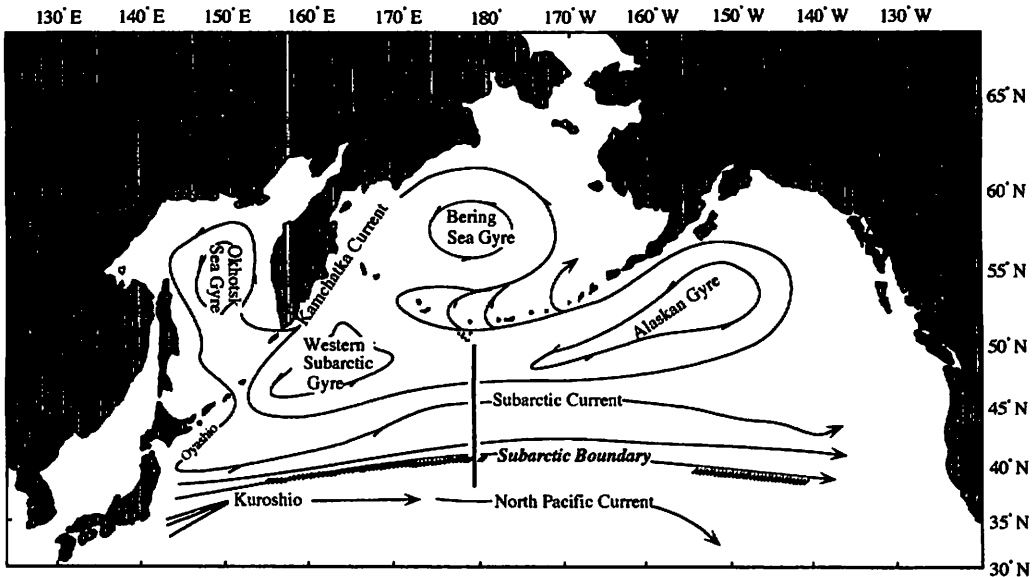 130° E 140° E 150° E 160° E 170° E 180° 170° W 160° W 150° W 140° W 130° W
65° N
60° N
55° N
50° N
45° N
40° N
35° N
30° N
Bering
Sea Gyre
Kamchatka Current
Okhotsk
Sea Gyre
Alaskan Gyre
Western
Subarctic
Gyre
Subarctic Current
Oyashio
Subarctic Boundary
Kuroshio
North Pacific Current